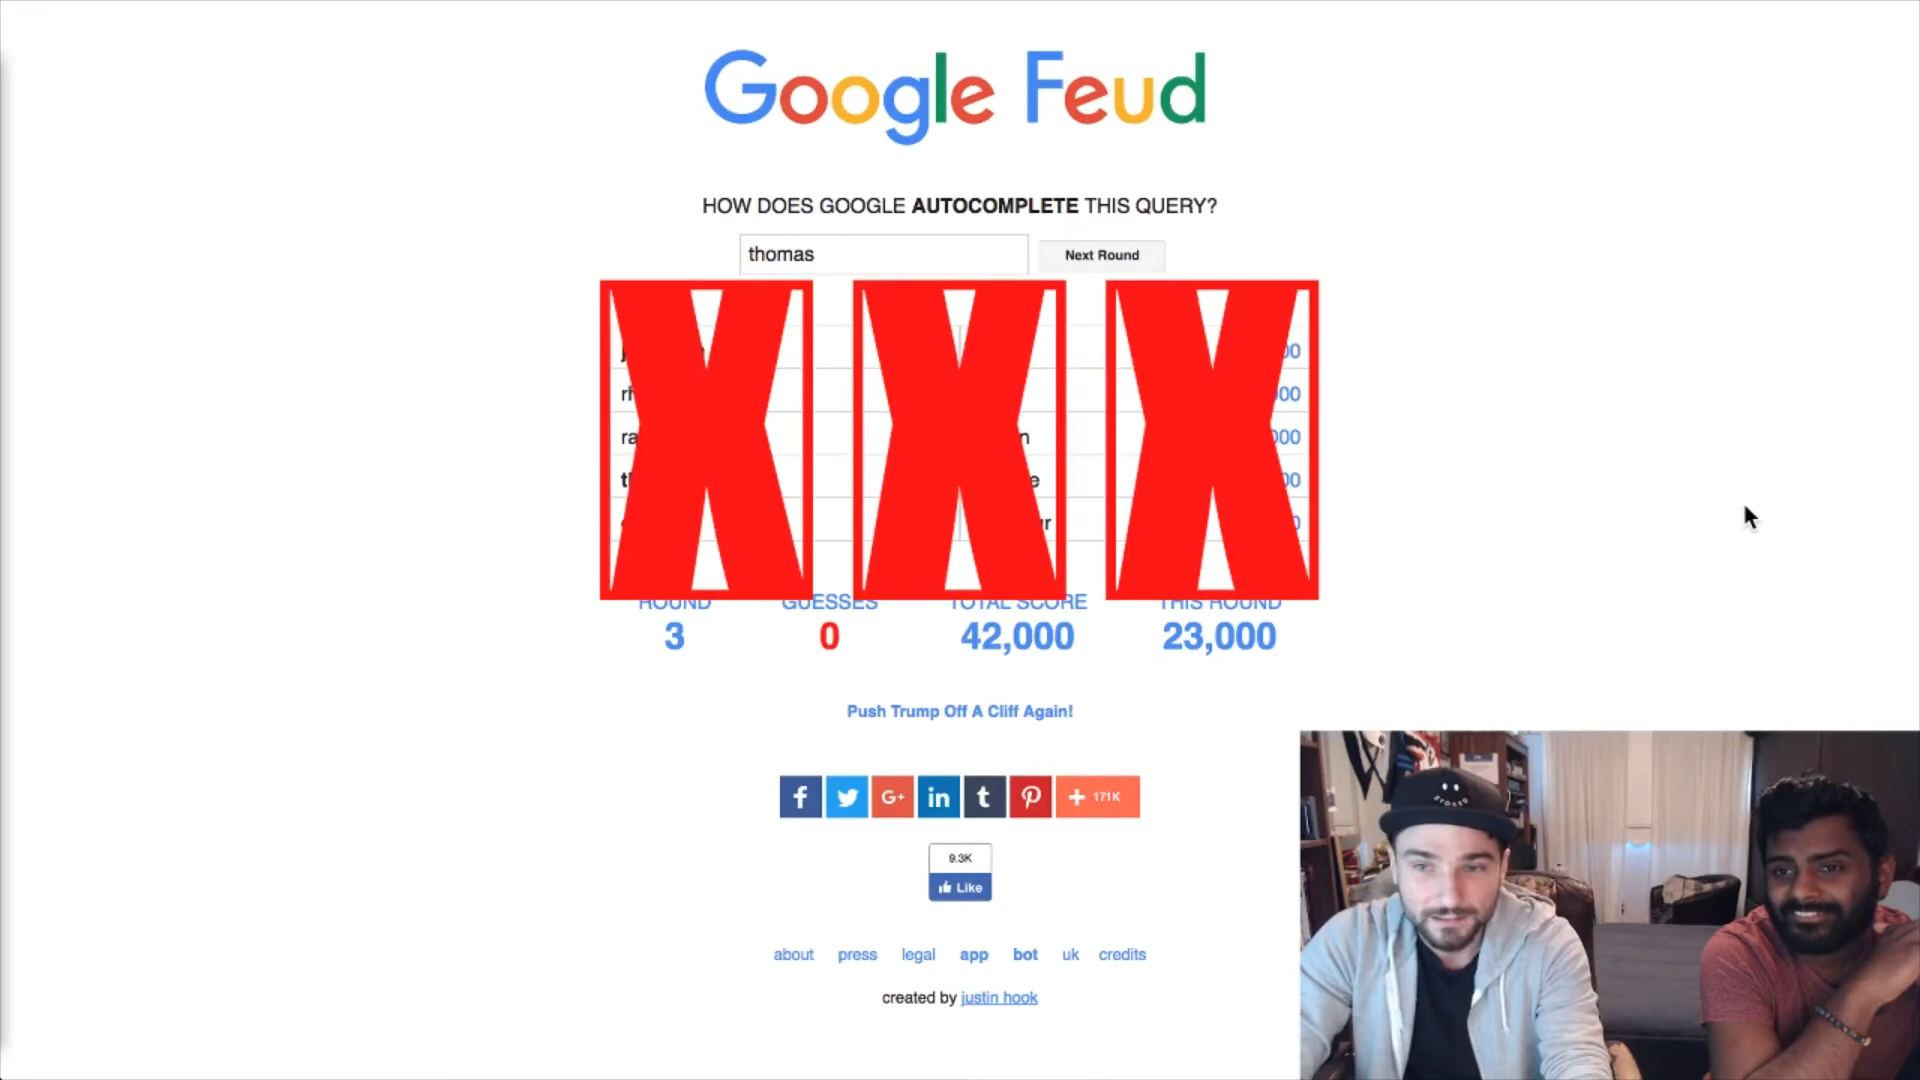 Google Feud
HOW DOES GOOGLE AUTOCOMPLETE THIS QUERY?
thomas
Next Round
XXX
ROUND GUESSES TOTAL SCORE THIS ROUND
3 0 42,000 23,000
Push Trump Off A Cliff Again!
f G+ in t + 171K
9.3K
Like
about press legal app bot uk credits
created by justin hook